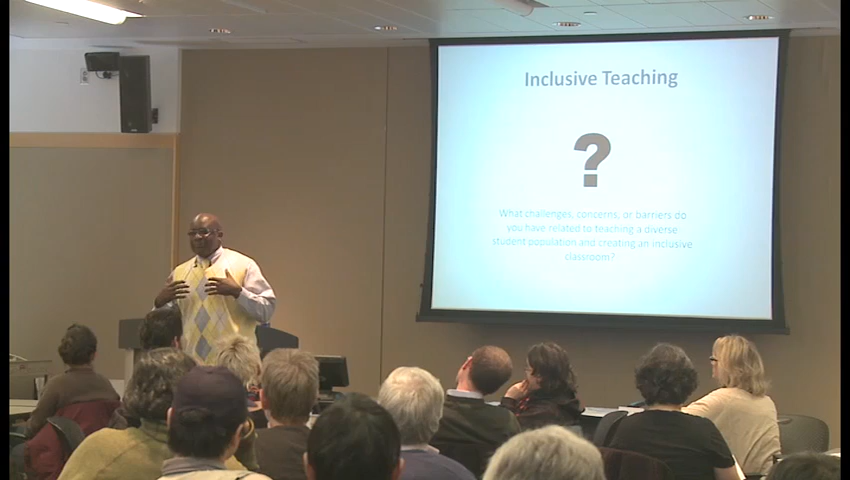 Inclusive Teaching
?
What challenges, concerns, or barriers do
you have related to teaching a diverse
student population and creating an inclusive
classroom?